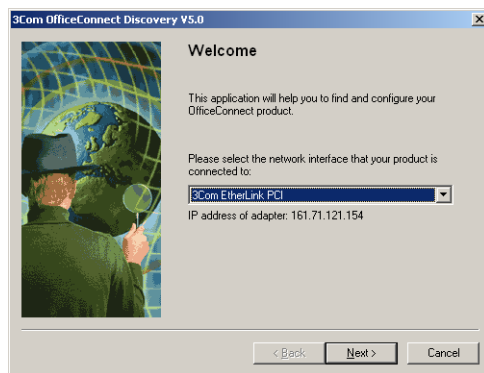 3Com OfficeConnect Discovery V5.0
Welcome
This application will help you to find and configure your
OfficeConnect product.
Please select the network interface that your product is
connected to:
3Com EtherLink PCI
IP address of adapter: 161.71.121.154
< Back
Next >
Cancel